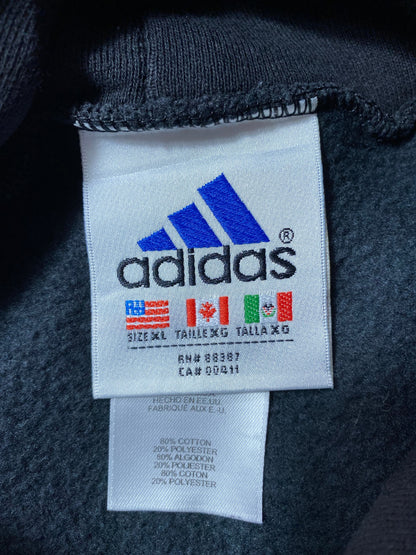 adidas®
SIZE XL TAILLE XG TALLA XG
RN# 88387
CA# 00411
HECHO EN EE.UU.
FABRIQUE AUX E.-U.
80% COTTON
20% POLYESTER
80% ALGODON
20% POLIESTER
80% COTON
20% POLYESTER